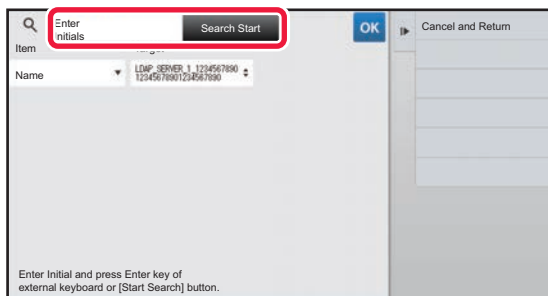 Enter
Initials
Search Start
OK
Cancel and Return
Item
Name
LDAP_SERVER_1_1234567890
12345678901234567890
Enter Initial and press Enter key of
external keyboard or [Start Search] button.